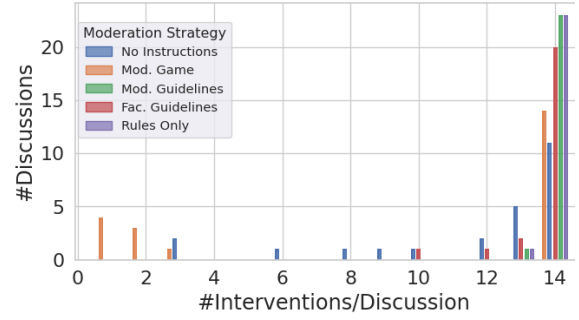 Moderation Strategy
No Instructions
Mod. Game
Mod. Guidelines
Fac. Guidelines
Rules Only
#Discussions
20
15
10
5
0
0 2 4 6 8 10 12 14
#Interventions/Discussion